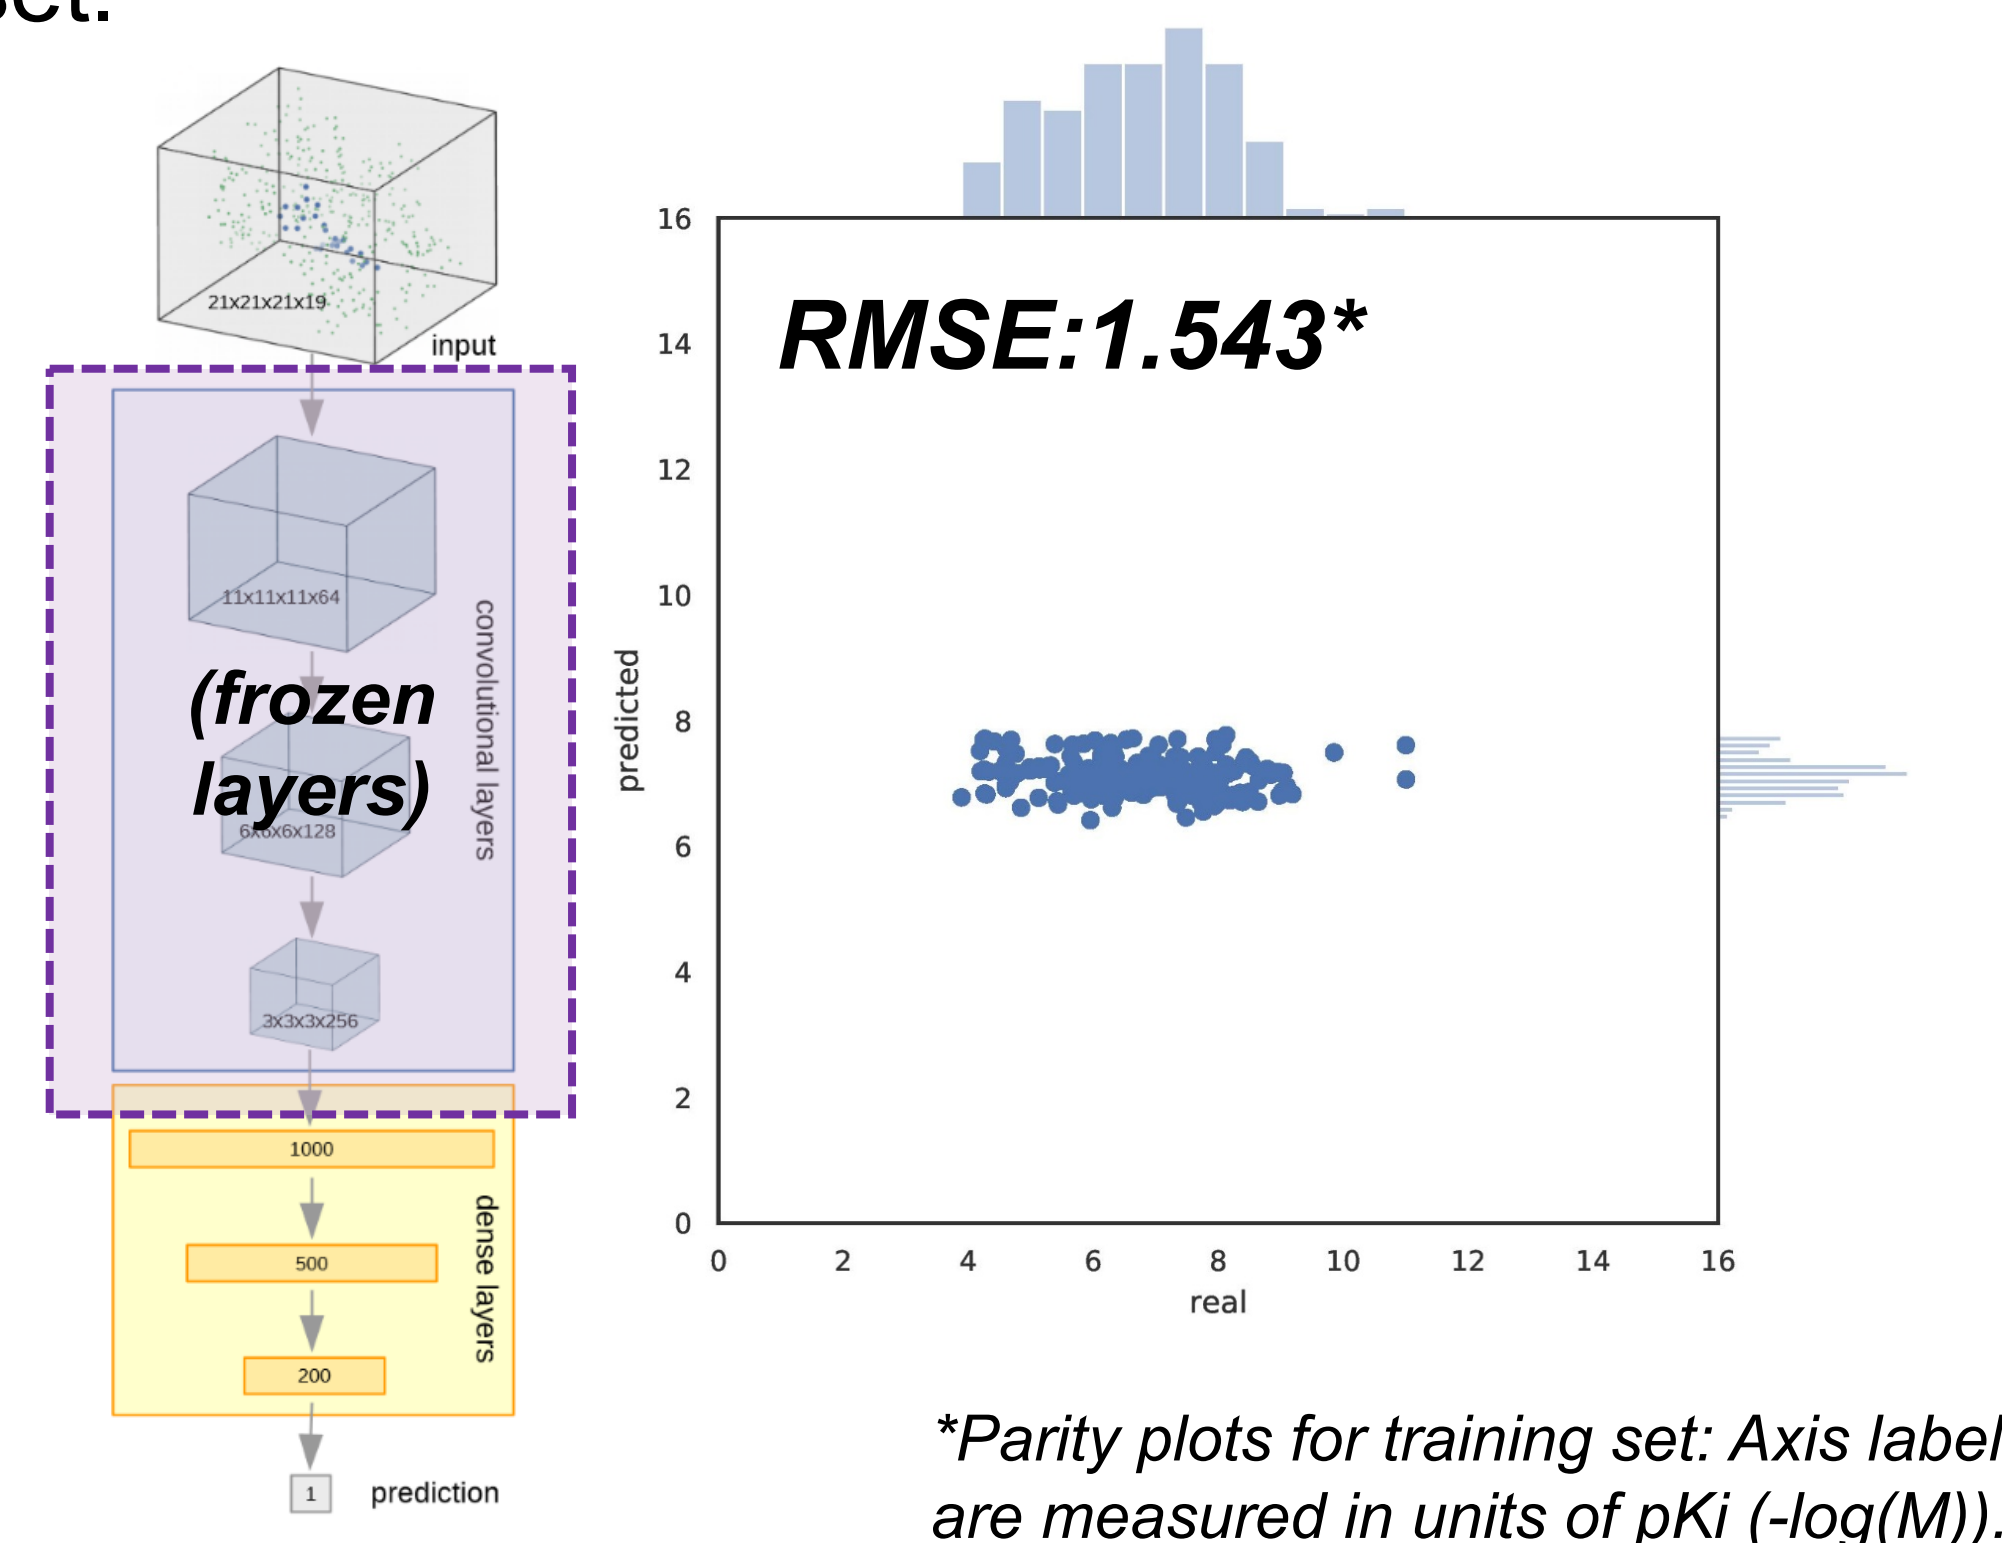 set.
21x21x21x19
input
11x11x11x64
convolutional layers
(frozen
layers)
6x6x6x128
3x3x3x256
1000
500
dense layers
200
1
prediction
RMSE:1.543*
16
14
12
10
8
6
4
2
0
predicted
0 2 4 6 8 10 12 14 16
real
*Parity plots for training set: Axis label
are measured in units of pKi (-log(M)).